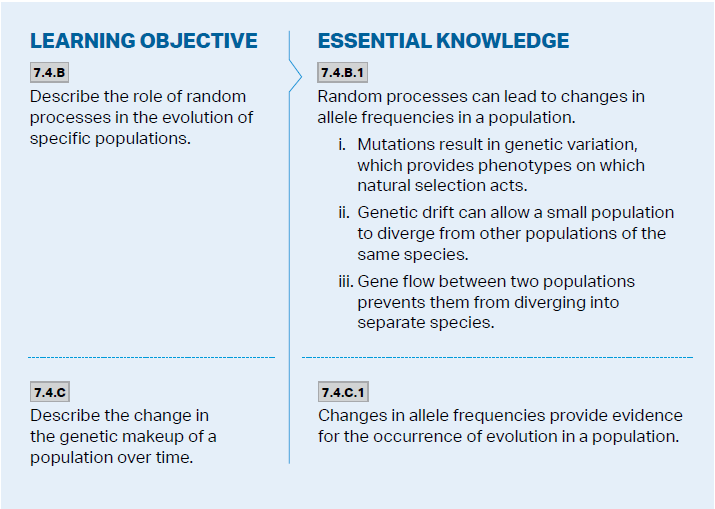 LEARNING OBJECTIVE
7.4.B
Describe the role of random
processes in the evolution of
specific populations.
ESSENTIAL KNOWLEDGE
7.4.B.1
Random processes can lead to changes in
allele frequencies in a population.
i. Mutations result in genetic variation,
which provides phenotypes on which
natural selection acts.
ii. Genetic drift can allow a small population
to diverge from other populations of the
same species.
iii. Gene flow between two populations
prevents them from diverging into
separate species.
7.4.C
Describe the change in
the genetic makeup of a
population over time.
7.4.C.1
Changes in allele frequencies provide evidence
for the occurrence of evolution in a population.